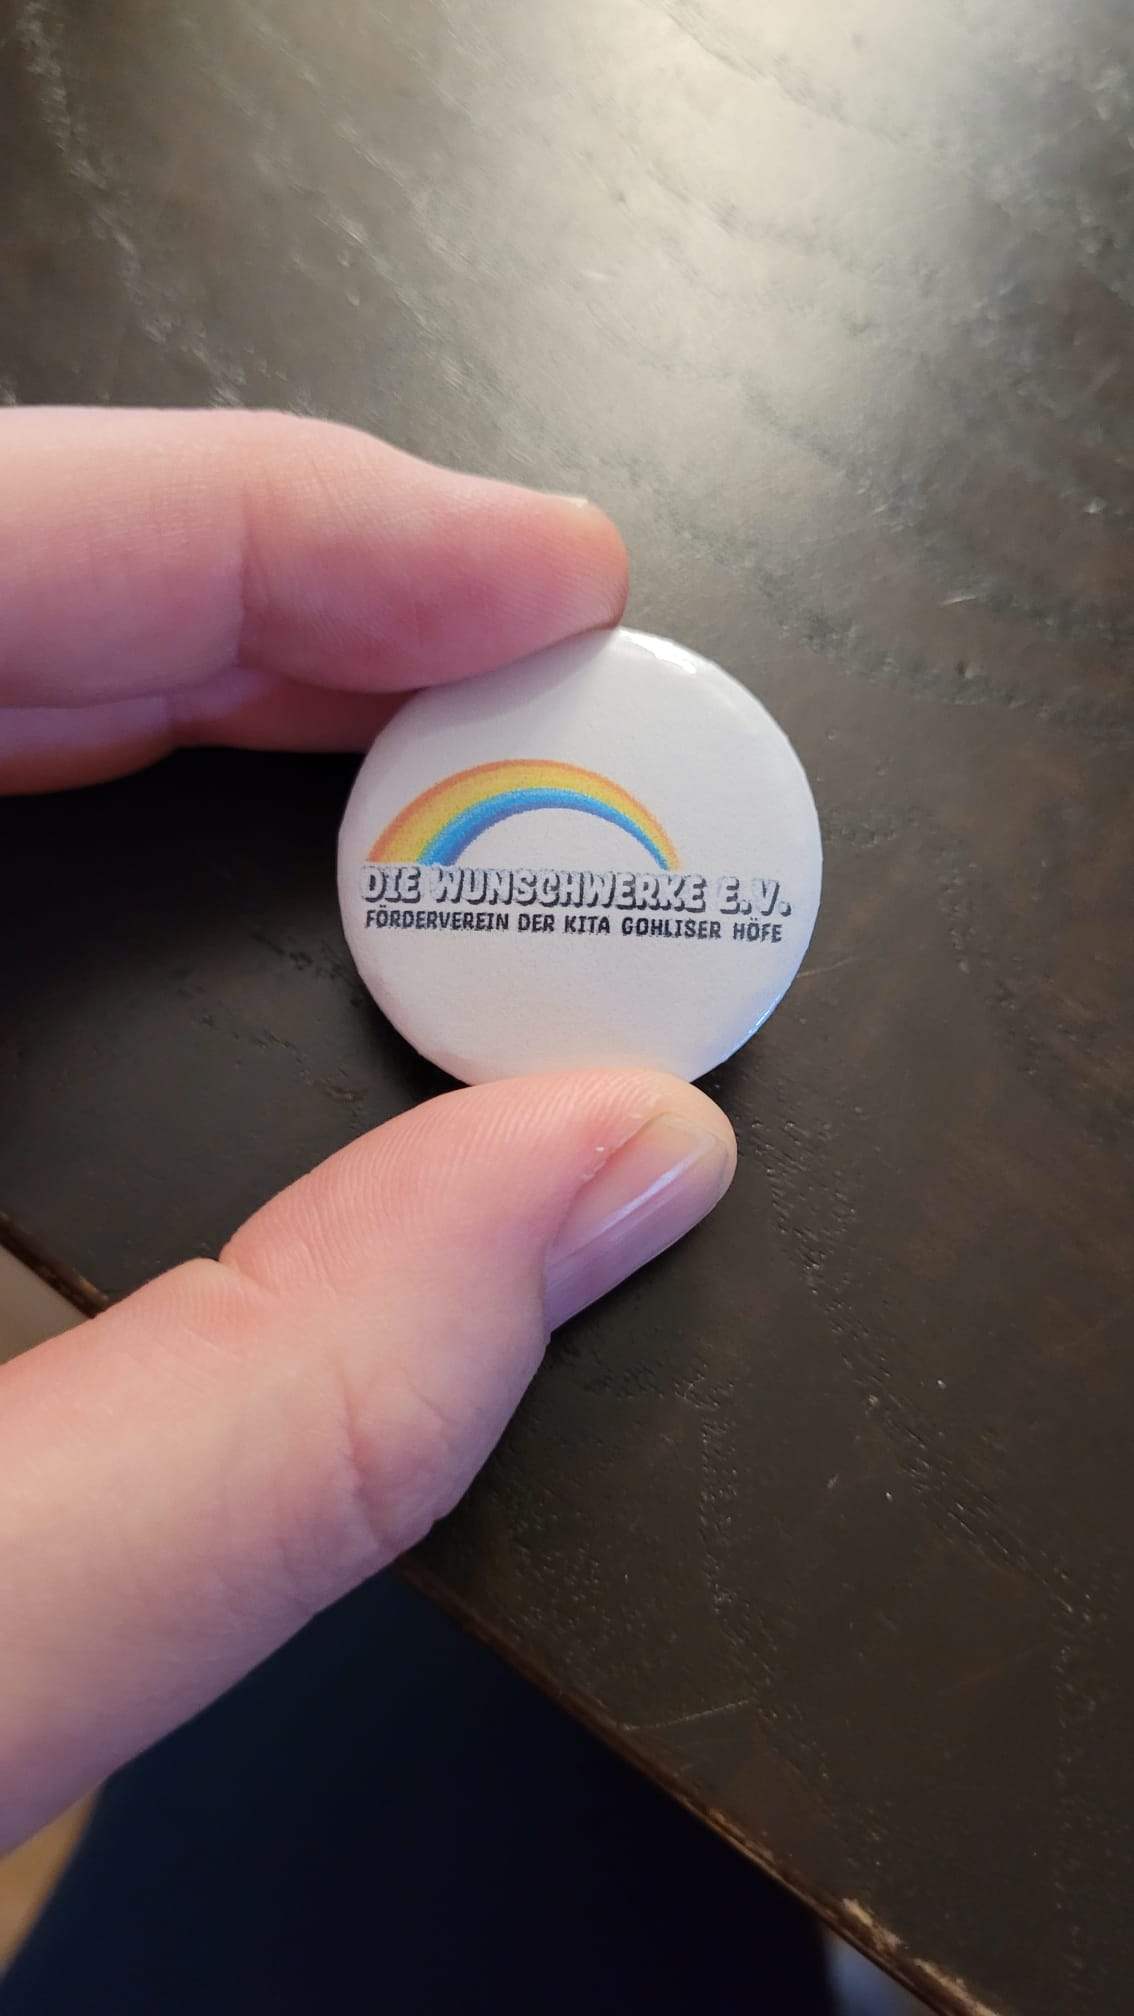 DIE WUNSCHWERKE E.V.
FÖRDERVEREIN DER KITA GOHLISER HÖFE